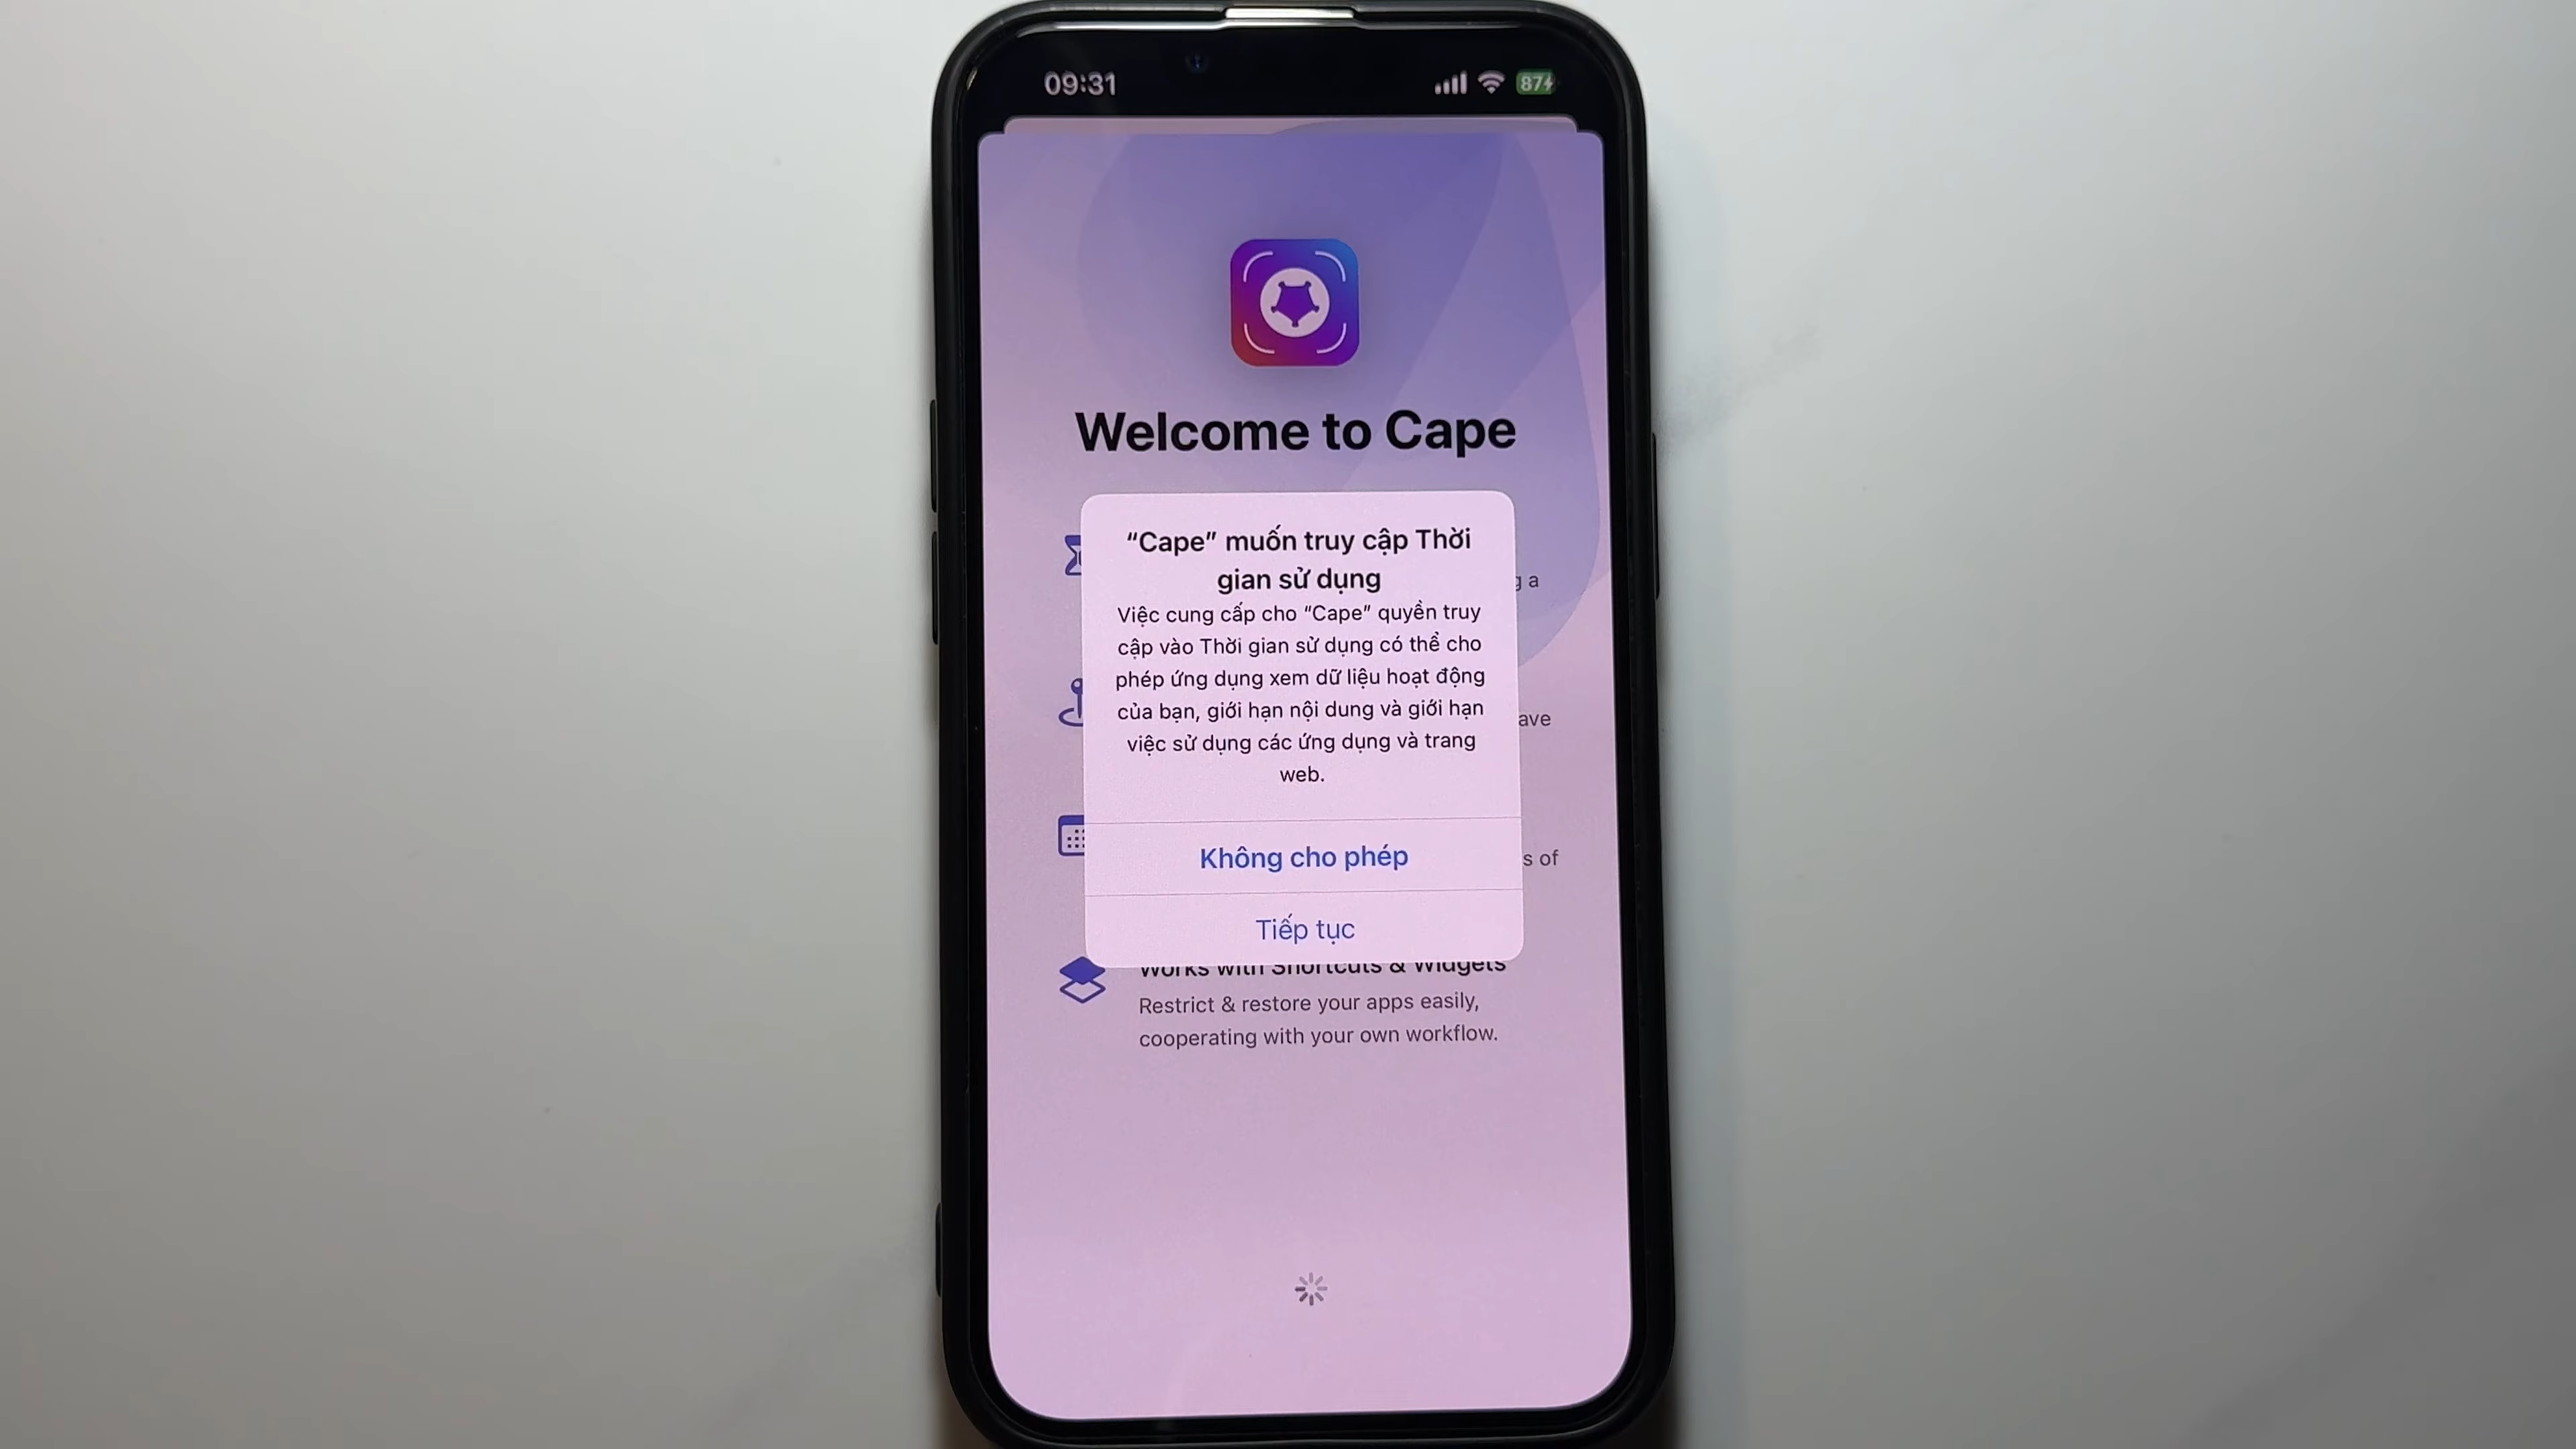 09:31
87
Welcome to Cape
“Cape” muốn truy cập Thời
gian sử dụng
Việc cung cấp cho “Cape” quyền truy
cập vào Thời gian sử dụng có thể cho
phép ứng dụng xem dữ liệu hoạt động
của bạn, giới hạn nội dung và giới hạn
việc sử dụng các ứng dụng và trang
web.
Không cho phép
Tiếp tục
a
ave
s of
Works with Shortcuts & Widgets
Restrict & restore your apps easily,
cooperating with your own workflow.